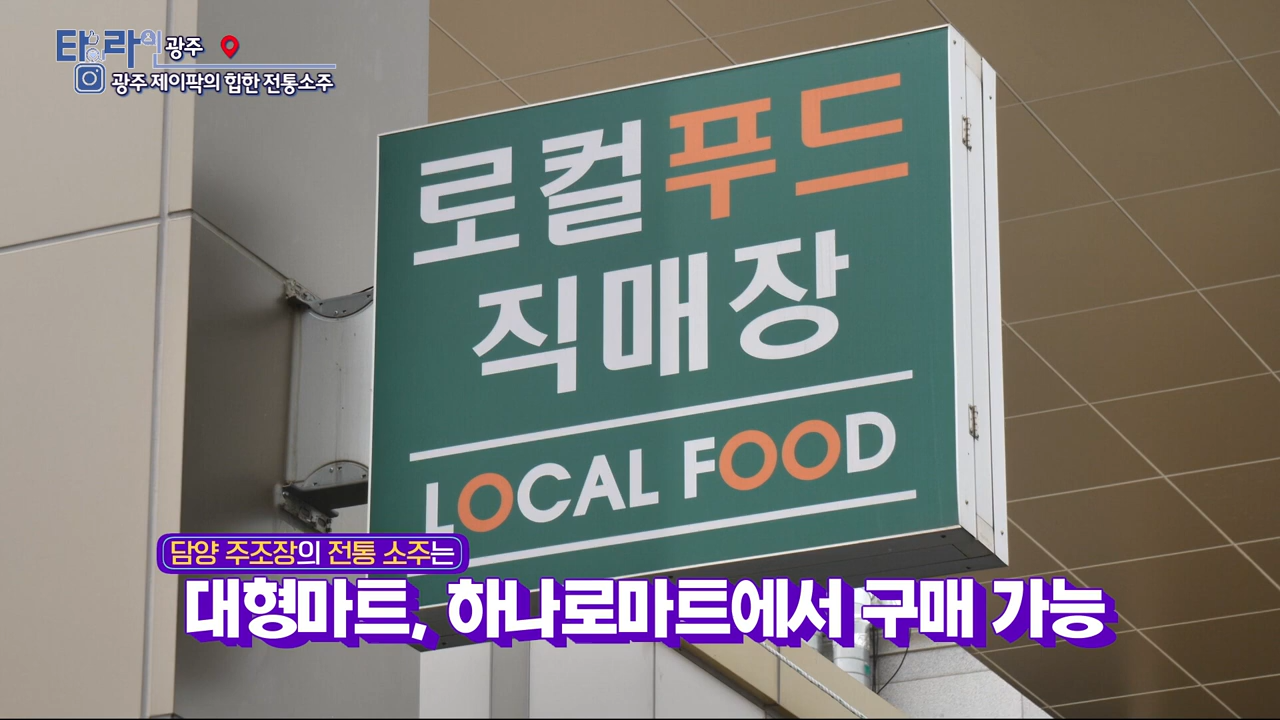 타라의 광주
광주 제이팍의 힙한 전통소주
로컬푸드
직매장
LOCAL FOOD
담양 주조장의 전통 소주는
대형마트, 하나로마트에서 구매 가능